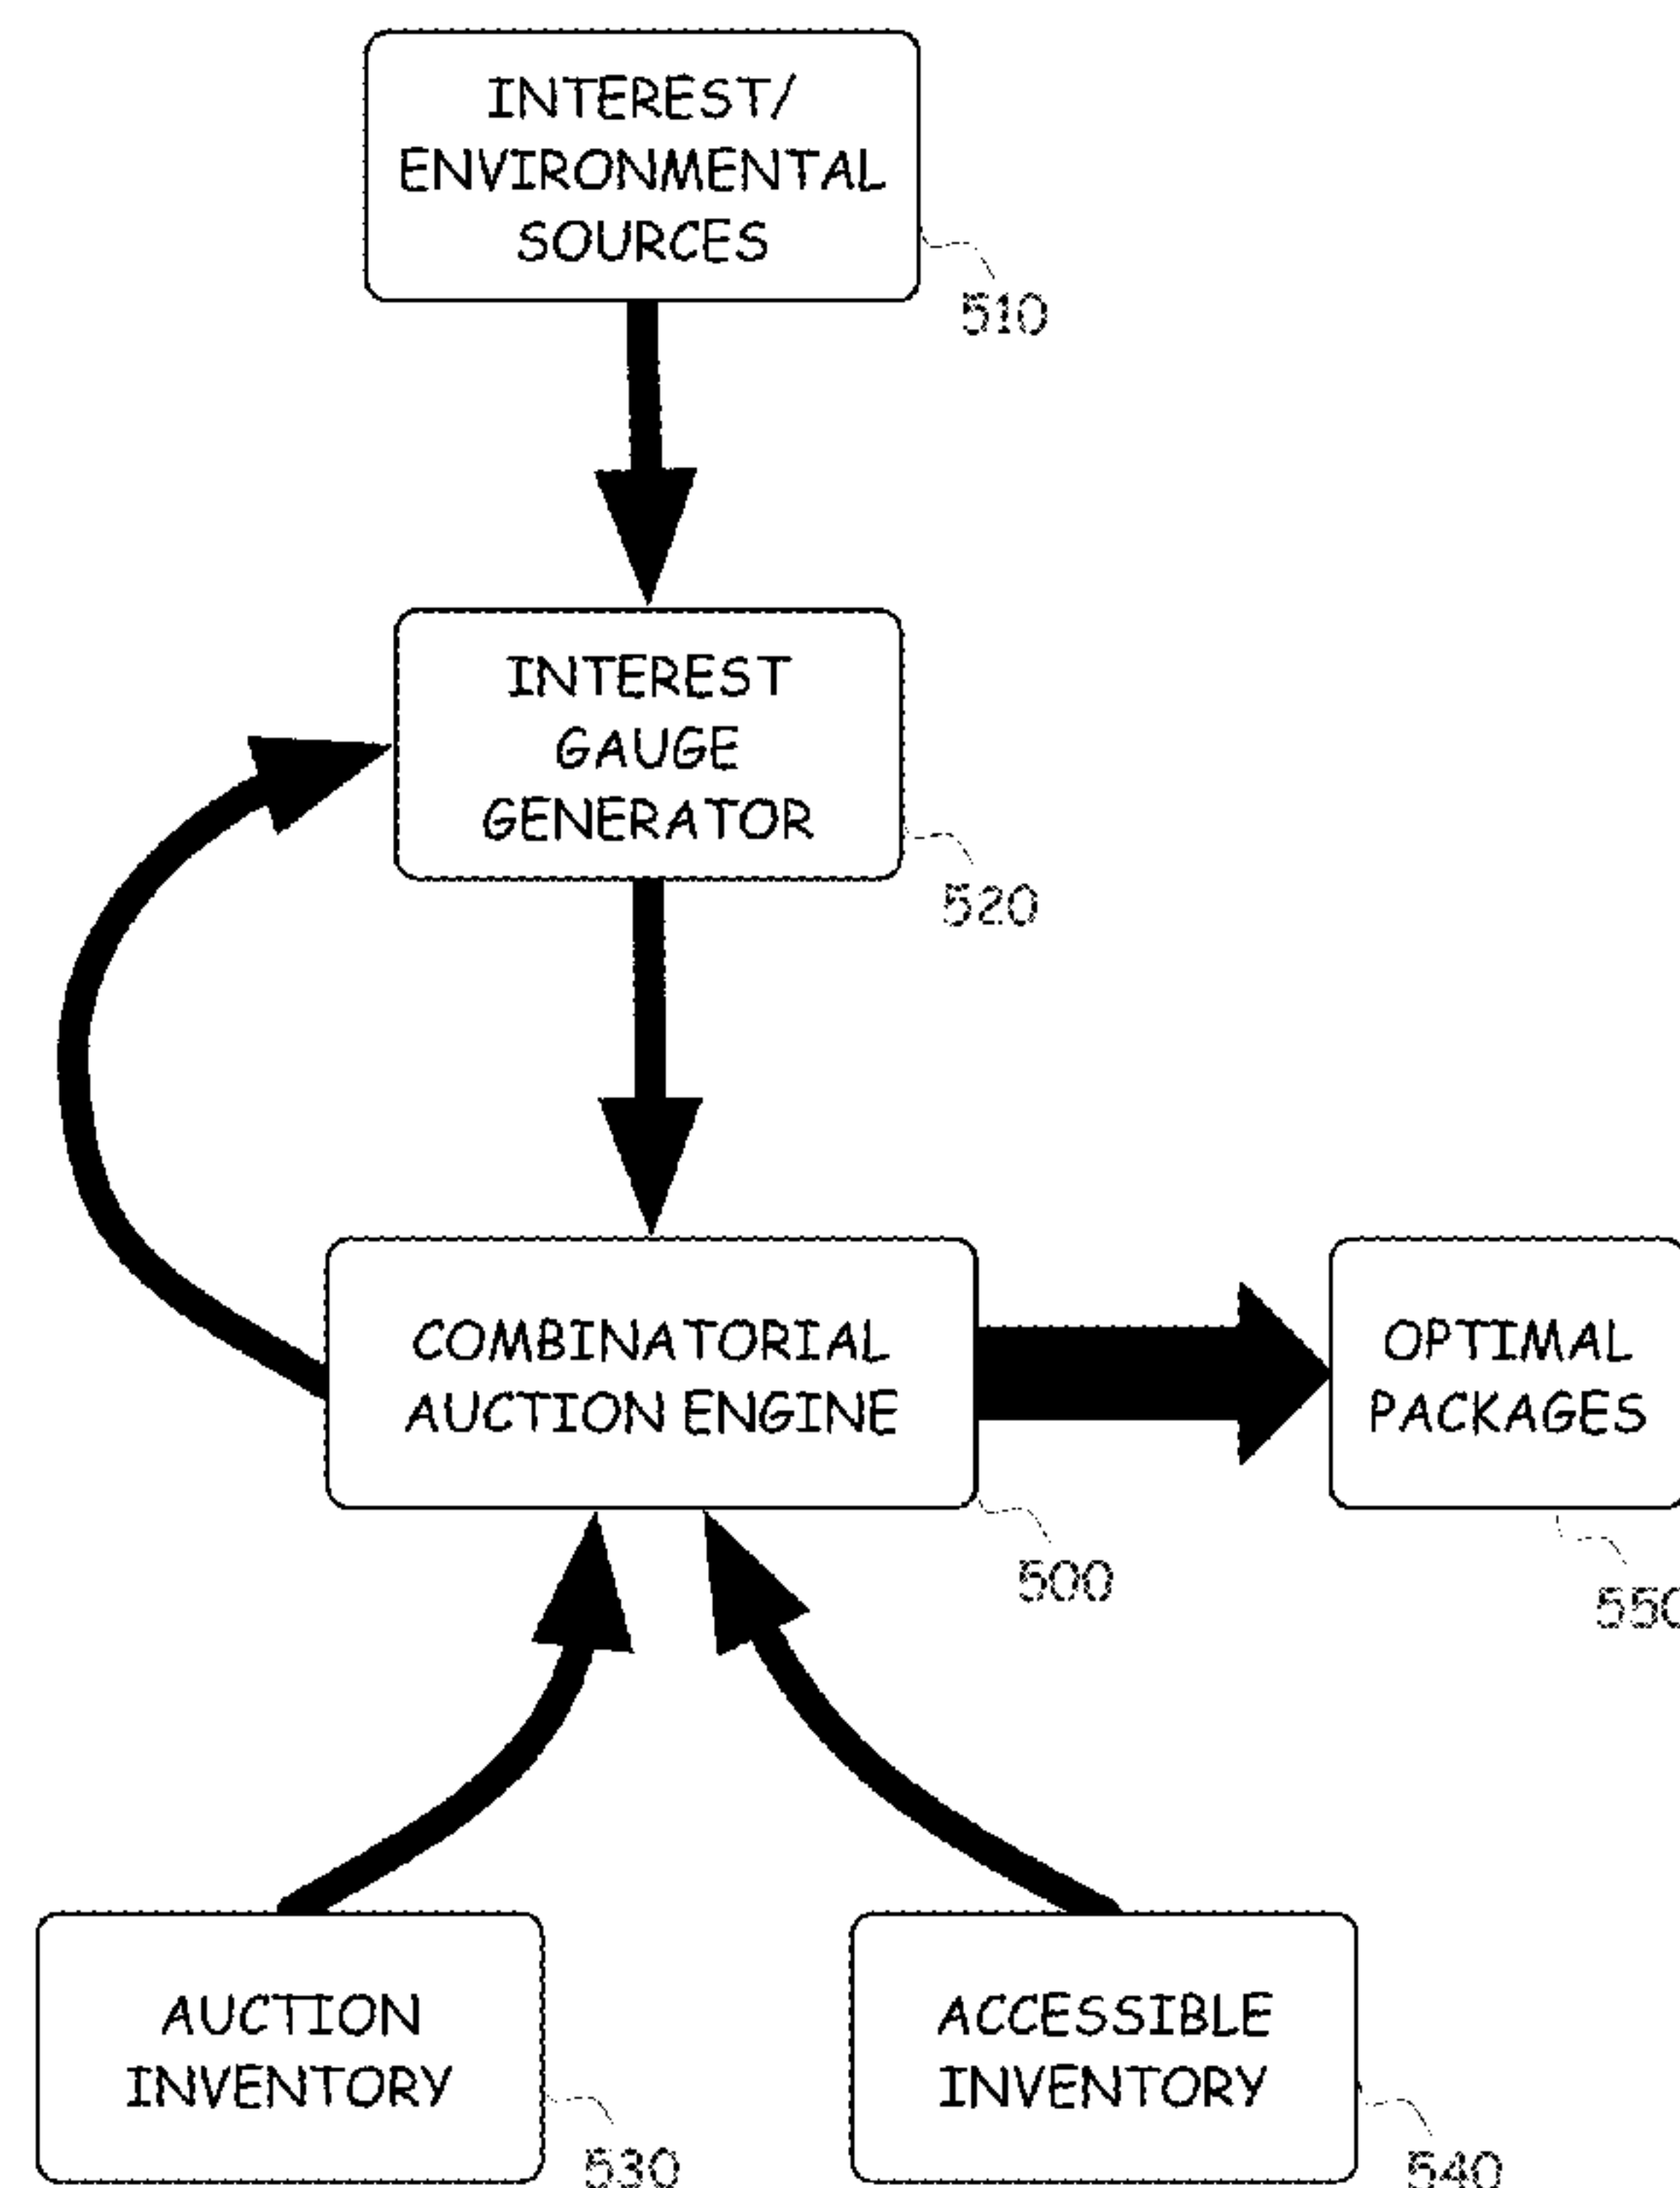 INTEREST/
ENVIRONMENTAL
SOURCES
510
INTEREST
GAUGE
GENERATOR
520
COMBINATORIAL
AUCTION ENGINE
500
OPTIMAL
PACKAGES
550
AUCTION
INVENTORY
530
ACCESSIBLE
INVENTORY
540